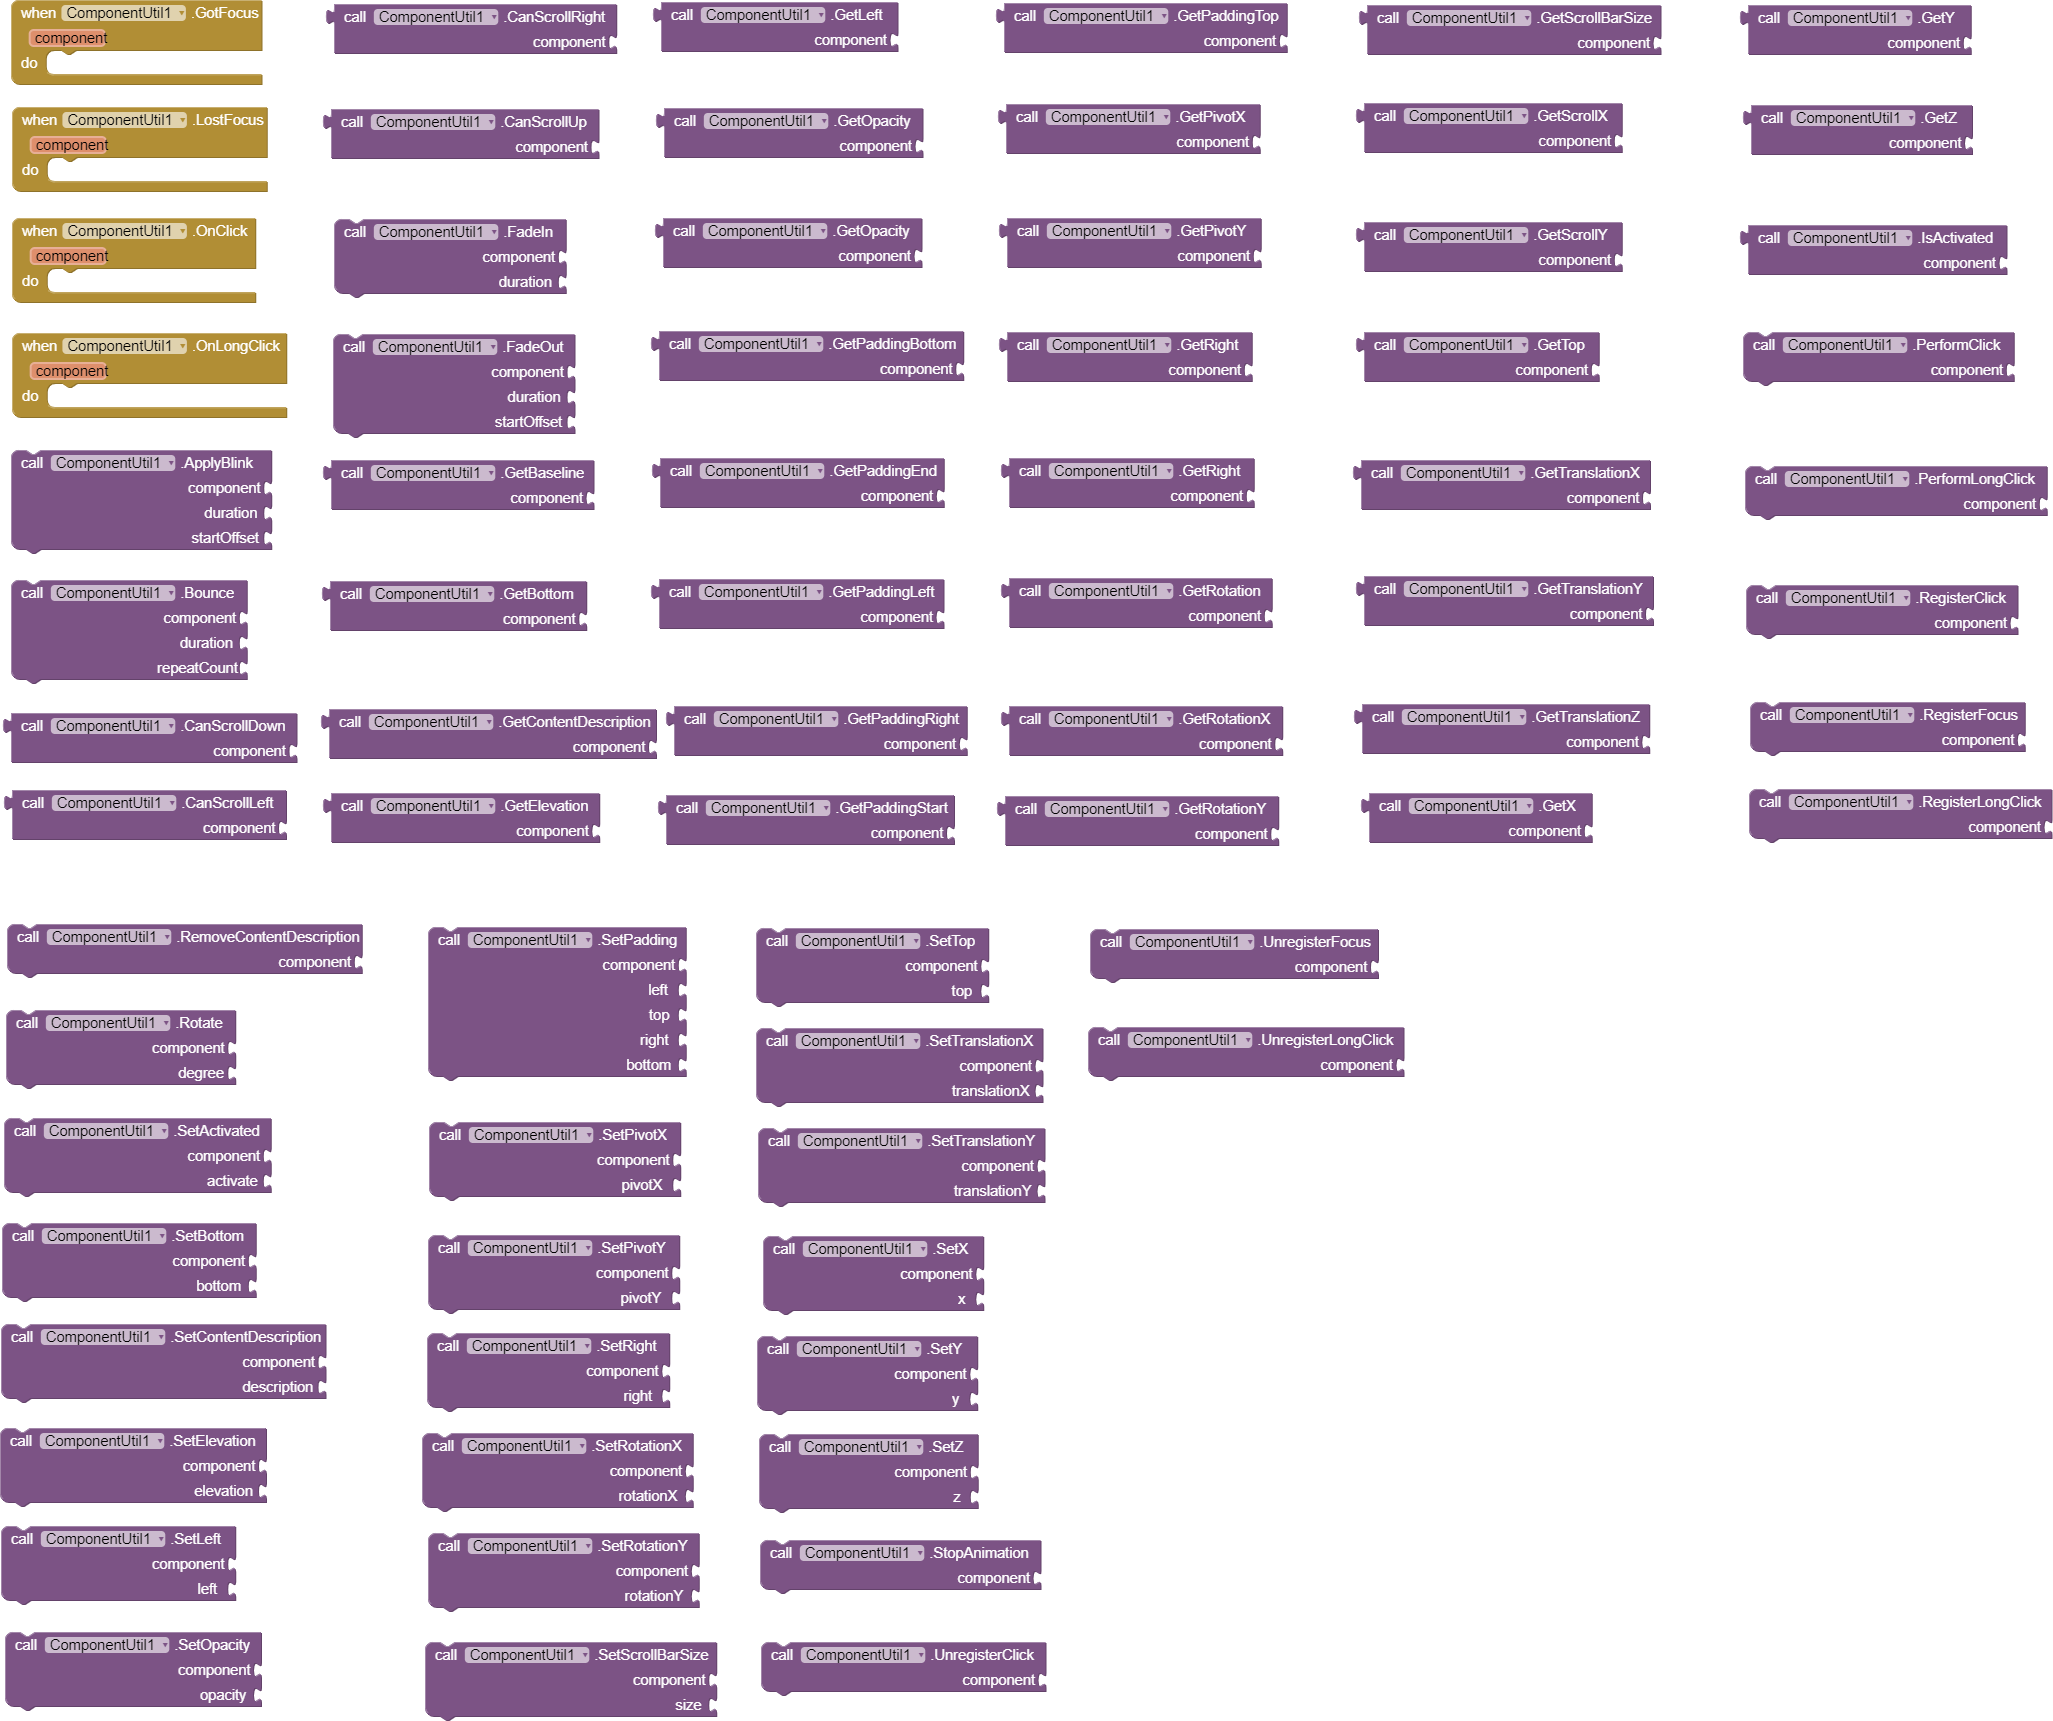 when ComponentUtil1 .GotFocus
component
do
when ComponentUtil1 .LostFocus
component
do
when ComponentUtil1 .OnClick
component
do
when ComponentUtil1 .OnLongClick
component
do
call ComponentUtil1 .ApplyBlink
component
duration
startOffset
call ComponentUtil1 .Bounce
component
duration
repeatCount
call ComponentUtil1 .CanScrollDown
component
call ComponentUtil1 .CanScrollLeft
component
call ComponentUtil1 .CanScrollRight
component
call ComponentUtil1 .CanScrollUp
component
call ComponentUtil1 .FadeIn
component
duration
call ComponentUtil1 .FadeOut
component
duration
startOffset
call ComponentUtil1 .GetBaseline
component
call ComponentUtil1 .GetBottom
component
call ComponentUtil1 .GetContentDescription
component
call ComponentUtil1 .GetElevation
component
call ComponentUtil1 .GetLeft
component
call ComponentUtil1 .GetOpacity
component
call ComponentUtil1 .GetOpacity
component
call ComponentUtil1 .GetPaddingBottom
component
call ComponentUtil1 .GetPaddingEnd
component
call ComponentUtil1 .GetPaddingLeft
component
call ComponentUtil1 .GetPaddingRight
component
call ComponentUtil1 .GetPaddingStart
component
call ComponentUtil1 .GetPaddingTop
component
call ComponentUtil1 .GetPivotX
component
call ComponentUtil1 .GetPivotY
component
call ComponentUtil1 .GetRight
component
call ComponentUtil1 .GetRight
component
call ComponentUtil1 .GetRotation
component
call ComponentUtil1 .GetRotationX
component
call ComponentUtil1 .GetRotationY
component
call ComponentUtil1 .GetScrollBarSize
component
call ComponentUtil1 .GetScrollX
component
call ComponentUtil1 .GetScrollY
component
call ComponentUtil1 .GetTop
component
call ComponentUtil1 .GetTranslationX
component
call ComponentUtil1 .GetTranslationY
component
call ComponentUtil1 .GetTranslationZ
component
call ComponentUtil1 .GetX
component
call ComponentUtil1 .GetY
component
call ComponentUtil1 .GetZ
component
call ComponentUtil1 .IsActivated
component
call ComponentUtil1 .PerformClick
component
call ComponentUtil1 .PerformLongClick
component
call ComponentUtil1 .RegisterClick
component
call ComponentUtil1 .RegisterFocus
component
call ComponentUtil1 .RegisterLongClick
component
call ComponentUtil1 .RemoveContentDescription
component
call ComponentUtil1 .Rotate
component
degree
call ComponentUtil1 .SetActivated
component
activate
call ComponentUtil1 .SetBottom
component
bottom
call ComponentUtil1 .SetContentDescription
component
description
call ComponentUtil1 .SetElevation
component
elevation
call ComponentUtil1 .SetLeft
component
left
call ComponentUtil1 .SetOpacity
component
opacity
call ComponentUtil1 .SetPadding
component
left
top
right
bottom
call ComponentUtil1 .SetPivotX
component
pivotX
call ComponentUtil1 .SetPivotY
component
pivotY
call ComponentUtil1 .SetRight
component
right
call ComponentUtil1 .SetRotationX
component
rotationX
call ComponentUtil1 .SetRotationY
component
rotationY
call ComponentUtil1 .SetScrollBarSize
component
size
call ComponentUtil1 .SetTop
component
top
call ComponentUtil1 .SetTranslationX
component
translationX
call ComponentUtil1 .SetTranslationY
component
translationY
call ComponentUtil1 .SetX
component
x
call ComponentUtil1 .SetY
component
y
call ComponentUtil1 .SetZ
component
z
call ComponentUtil1 .StopAnimation
component
call ComponentUtil1 .UnregisterClick
component
call ComponentUtil1 .UnregisterFocus
component
call ComponentUtil1 .UnregisterLongClick
component